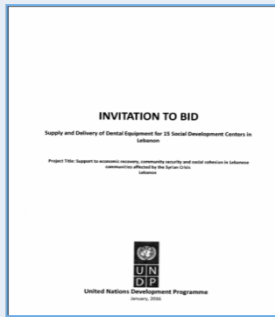 INVITATION TO BID
Supply and Delivery of Dental Equipment for 15 Social Development Centers in
Lebanon
Project Title: Support to economic recovery, community security and social cohesion in Lebanese
communities affected by the Syrian Crisis
Lebanon
U N
D P
United Nations Development Programme
January, 2016